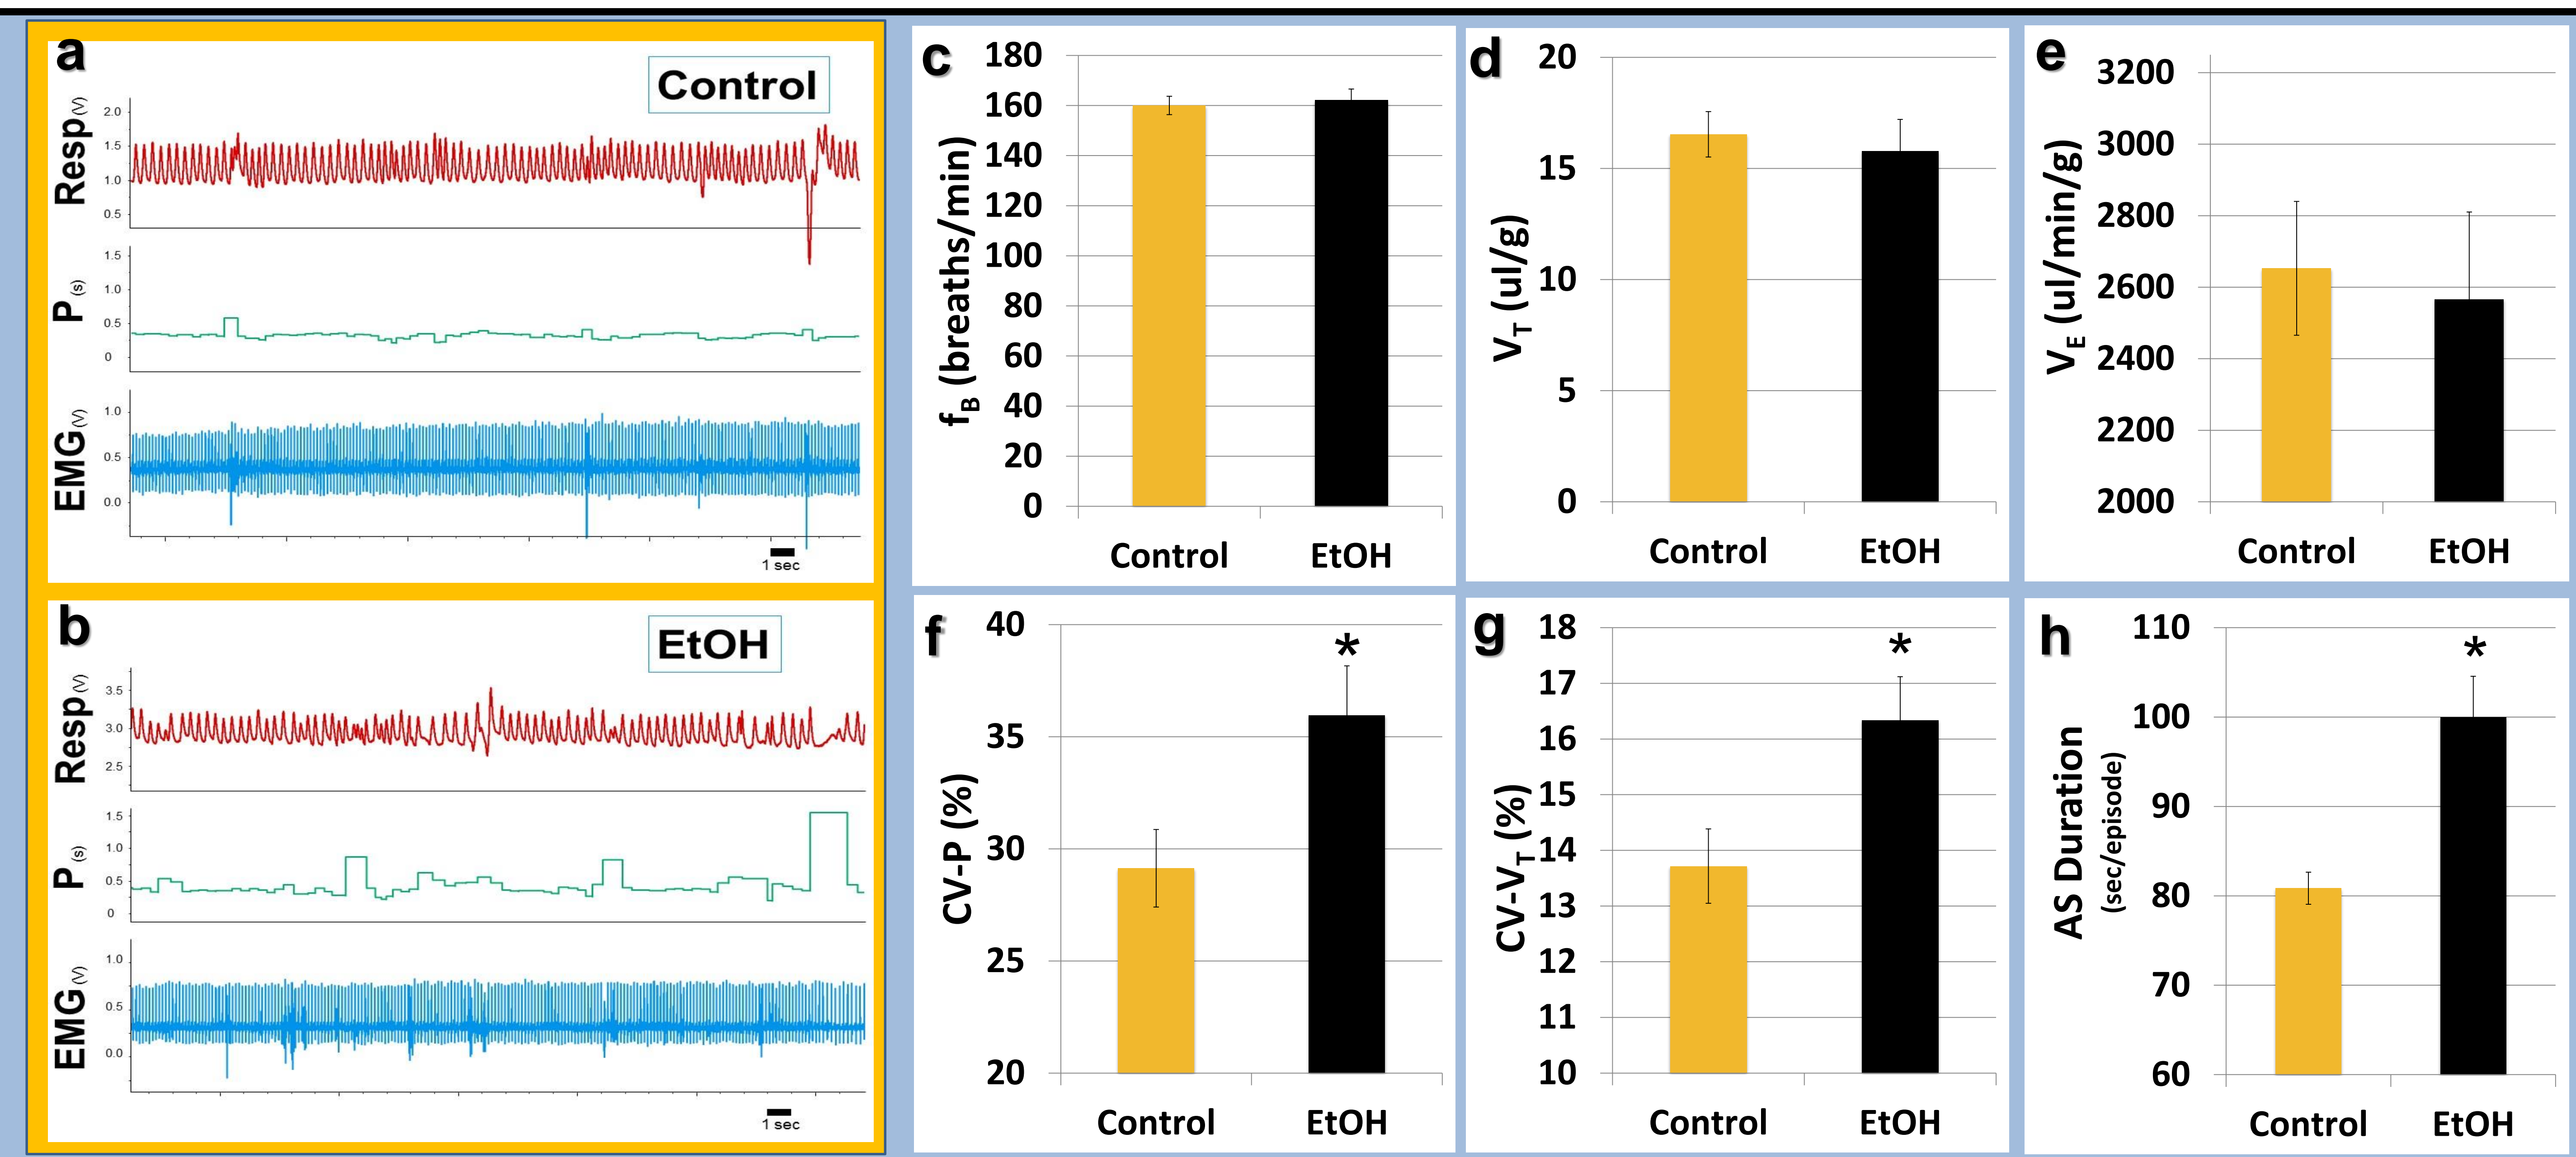 a
Control
Resp (V)
2.0
1.5
1.0
0.5
P (s)
1.5
1.0
0.5
0
EMG (V)
1.0
0.5
0.0
1 sec
b
EtOH
Resp (V)
3.5
3.0
2.5
P (s)
1.5
1.0
0.5
0
EMG (V)
1.0
0.5
0.0
1 sec
c
fB (breaths/min)
180
160
140
120
100
80
60
40
20
0
Control EtOH
d
VT (ul/g)
20
15
10
5
0
Control EtOH
e
VE (ul/min/g)
3200
3000
2800
2600
2400
2200
2000
Control EtOH
f
CV-P (%)
40
35
30
25
20
*
Control EtOH
g
CV-VT (%)
18
17
16
15
14
13
12
11
10
*
Control EtOH
h
AS Duration
(sec/episode)
110
100
90
80
70
60
*
Control EtOH